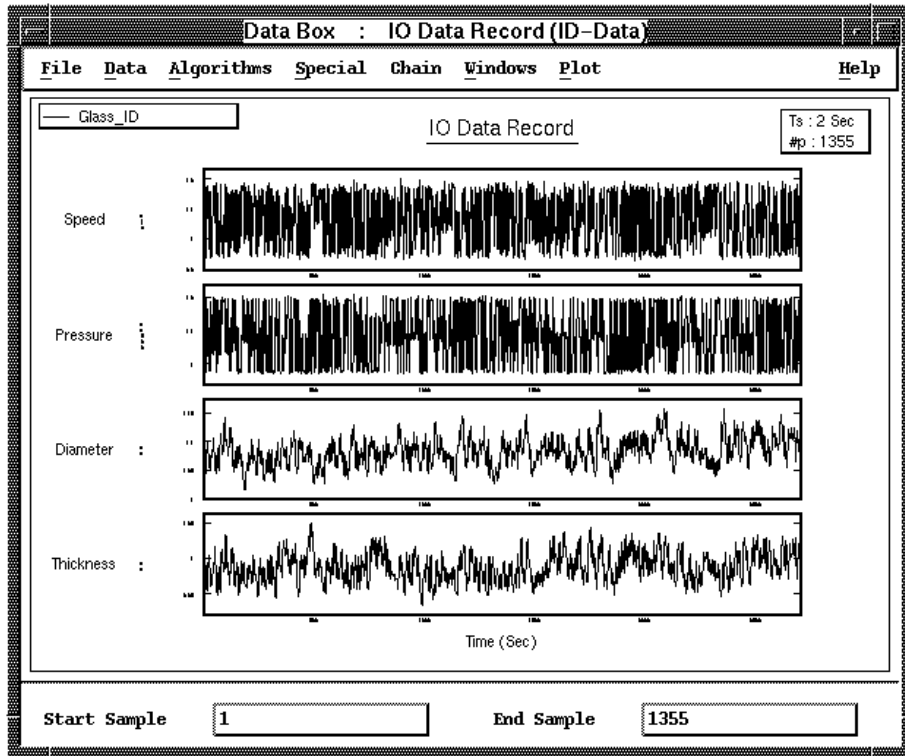 Data Box : IO Data Record (ID-Data)
File Data Algorithms Special Chain Windows Plot Help
Glass_ID
IO Data Record
Ts : 2 Sec
#p : 1355
Speed
Pressure
Diameter
Thickness
Time (Sec)
Start Sample 1 End Sample 1355